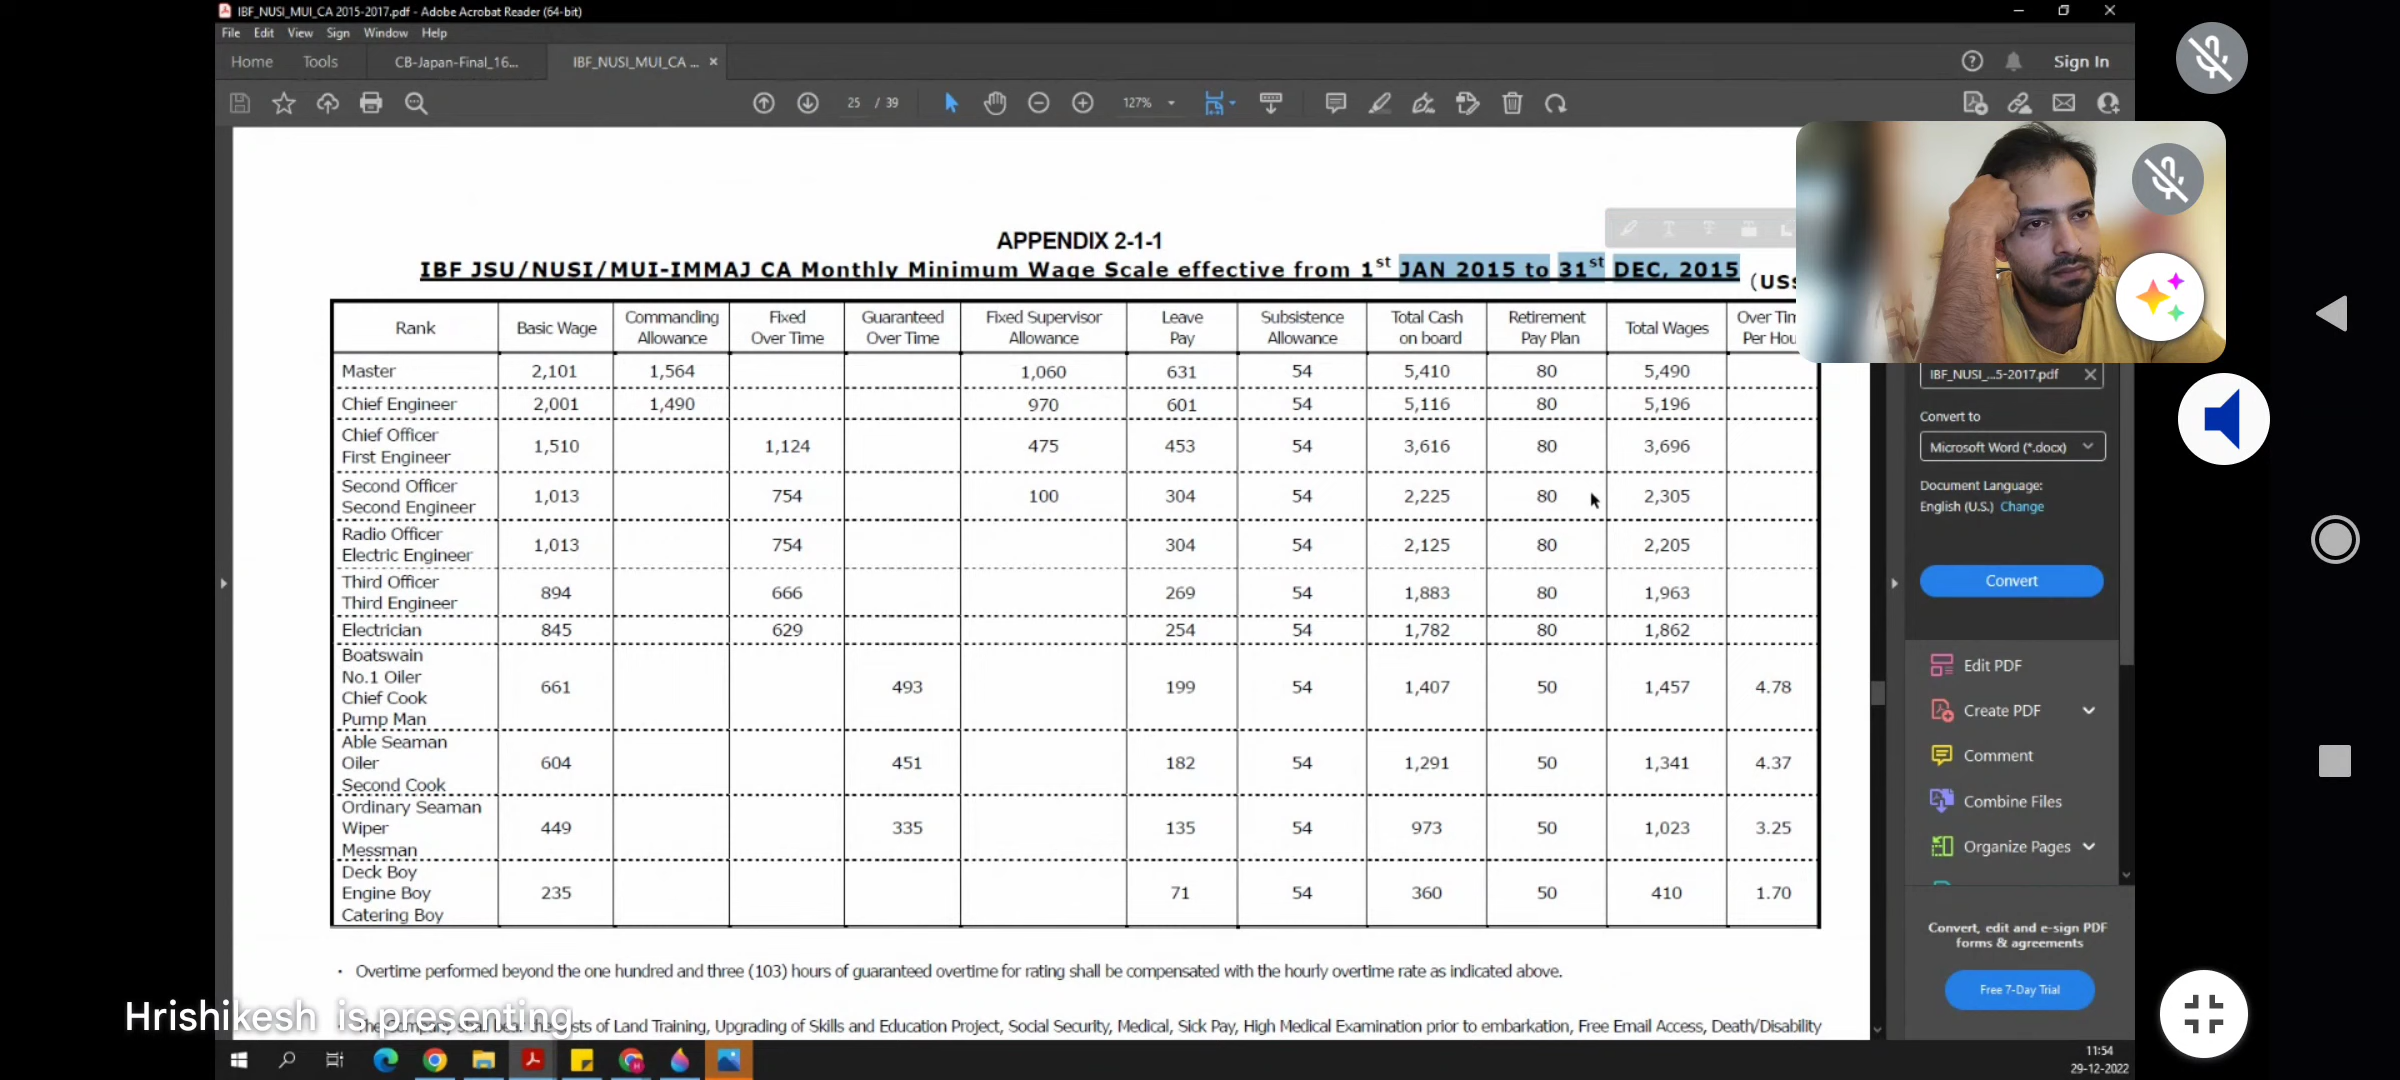 IBF_NUSI_MUI_CA 2015-2017.pdf - Adobe Acrobat Reader (64-bit)
File Edit View Sign Window Help
Home Tools CB-Japan-Final_16... IBF_NUSI_MUI_CA ... × Sign In
25 / 39 127%
APPENDIX 2-1-1
IBF JSU/NUSI/MUI-IMMAJ CA Monthly Minimum Wage Scale effective from 1st JAN 2015 to 31st DEC, 2015
Rank Basic Wage Commanding Allowance Fixed Over Time Guaranteed Over Time Fixed Supervisor Allowance Leave Pay Subsistence Allowance Total Cash on board Retirement Pay Plan Total Wages Over
Master 2,101 1,564 1,060 631 54 5,410 80 5,490
Chief Engineer 2,001 1,490 970 601 54 5,116 80 5,196
Chief Officer
First Engineer 1,510 1,124 475 453 54 3,616 80 3,696
Second Officer
Second Engineer 1,013 754 100 304 54 2,225 80 2,305
Radio Officer
Electric Engineer 1,013 754 304 54 2,125 80 2,205
Third Officer
Third Engineer 894 666 269 54 1,883 80 1,963
Electrician 845 629 254 54 1,782 80 1,862
Boatswain
No.1 Oiler
Chief Cook
Pump Man 661 493 199 54 1,407 50 1,457 4.78
Able Seaman
Oiler
Second Cook 604 451 182 54 1,291 50 1,341 4.37
Ordinary Seaman
Wiper
Messman 449 335 135 54 973 50 1,023 3.25
Deck Boy
Engine Boy
Catering Boy 235 71 54 360 50 410 1.70
· Overtime performed beyond the one hundred and three (103) hours of guaranteed overtime for rating shall be compensated with the hourly overtime rate as indicated above.
of Land Training, Upgrading of Skills and Education Project, Social Security, Medical, Sick Pay, High Medical Examination prior to embarkation, Free Email Access, Death/Disability
Hrishikesh is presenting
IBF_NUSI_...5-2017.pdf
Convert to
Microsoft Word (*.docx)
Document Language:
English (U.S.) Change
Convert
Edit PDF
Create PDF
Comment
Combine Files
Organize Pages
Convert, edit and e-sign PDF
forms & agreements
Free 7-Day Trial
11:54
29-12-2022